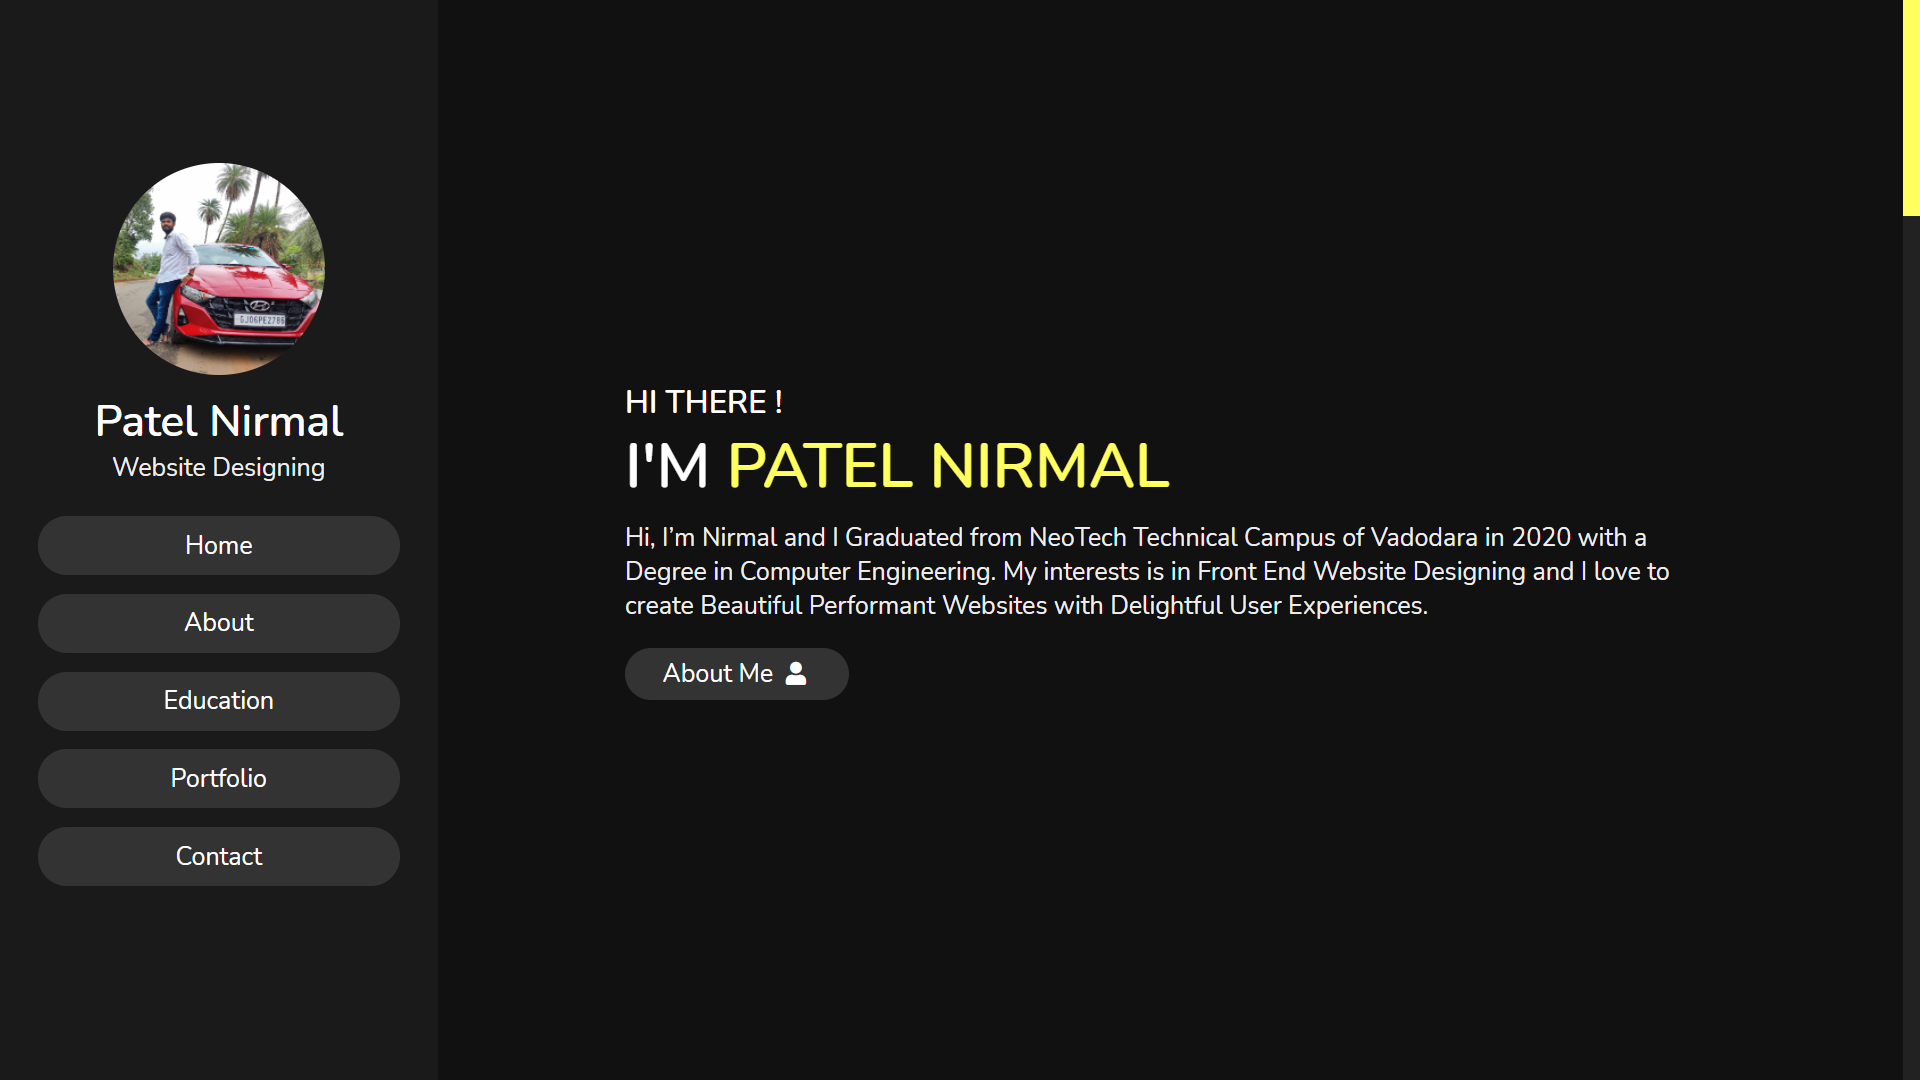 Patel Nirmal
Website Designing
Home
About
Education
Portfolio
Contact
HI THERE !
I'M PATEL NIRMAL
Hi, I’m Nirmal and I Graduated from NeoTech Technical Campus of Vadodara in 2020 with a
Degree in Computer Engineering. My interests is in Front End Website Designing and I love to
create Beautiful Performant Websites with Delightful User Experiences.
About Me